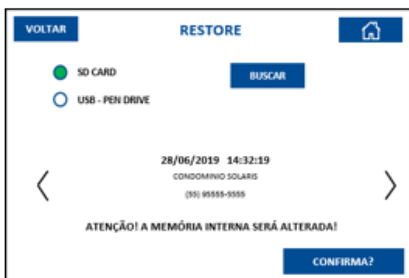 VOLTAR
RESTORE
SD CARD
BUSCAR
USB - PEN DRIVE
28/06/2019 14:32:19
CONDOMINIO SOLARIS
(55) 95555-5555
ATENÇÃO! A MEMÓRIA INTERNA SERÁ ALTERADA!
CONFIRMA?